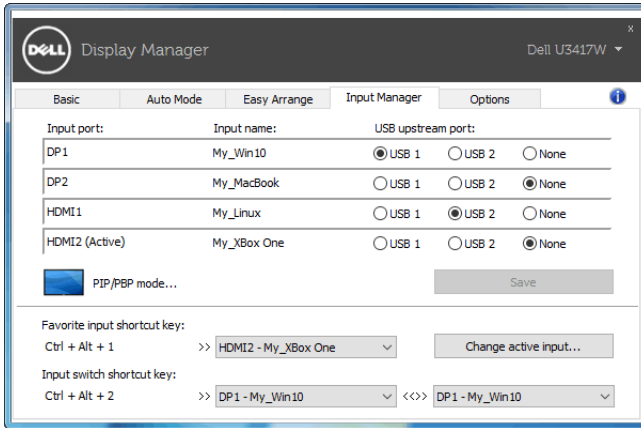 DELL Display Manager Dell U3417W
x
Basic Auto Mode Easy Arrange Input Manager Options i
Input port: Input name: USB upstream port:
DP1 My_Win10 USB 1 USB 2 None
DP2 My_MacBook USB 1 USB 2 None
HDMI1 My_Linux USB 1 USB 2 None
HDMI2 (Active) My_XBox One USB 1 USB 2 None
PIP/PBP mode... Save
Favorite input shortcut key:
Ctrl + Alt + 1 >> HDMI2 - My_XBox One Change active input...
Input switch shortcut key:
Ctrl + Alt + 2 >> DP1 - My_Win10 <<>> DP1 - My_Win10